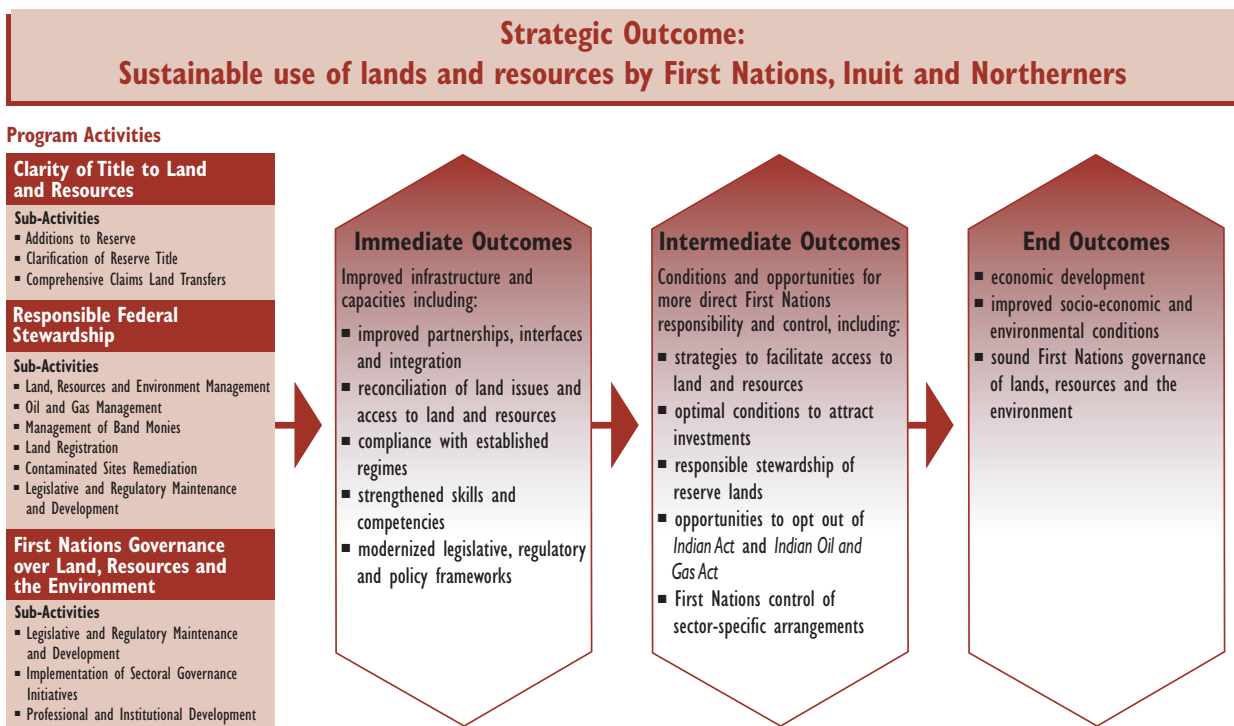 Strategic Outcome:
Sustainable use of lands and resources by First Nations, Inuit and Northerners
Program Activities
Clarity of Title to Land
and Resources
Sub-Activities
▪ Additions to Reserve
▪ Clarification of Reserve Title
▪ Comprehensive Claims Land Transfers
Responsible Federal
Stewardship
Sub-Activities
▪ Land, Resources and Environment Management
▪ Oil and Gas Management
▪ Management of Band Monies
▪ Land Registration
▪ Contaminated Sites Remediation
▪ Legislative and Regulatory Maintenance
and Development
First Nations Governance
over Land, Resources and
the Environment
Sub-Activities
▪ Legislative and Regulatory Maintenance
and Development
▪ Implementation of Sectoral Governance
Initiatives
▪ Professional and Institutional Development
Immediate Outcomes
Improved infrastructure and
capacities including:
▪ improved partnerships, interfaces
and integration
▪ reconciliation of land issues and
access to land and resources
▪ compliance with established
regimes
▪ strengthened skills and
competencies
▪ modernized legislative, regulatory
and policy frameworks
Intermediate Outcomes
Conditions and opportunities for
more direct First Nations
responsibility and control, including:
▪ strategies to facilitate access to
land and resources
▪ optimal conditions to attract
investments
▪ responsible stewardship of
reserve lands
▪ opportunities to opt out of
Indian Act and Indian Oil and
Gas Act
▪ First Nations control of
sector-specific arrangements
End Outcomes
▪ economic development
▪ improved socio-economic and
environmental conditions
▪ sound First Nations governance
of lands, resources and the
environment